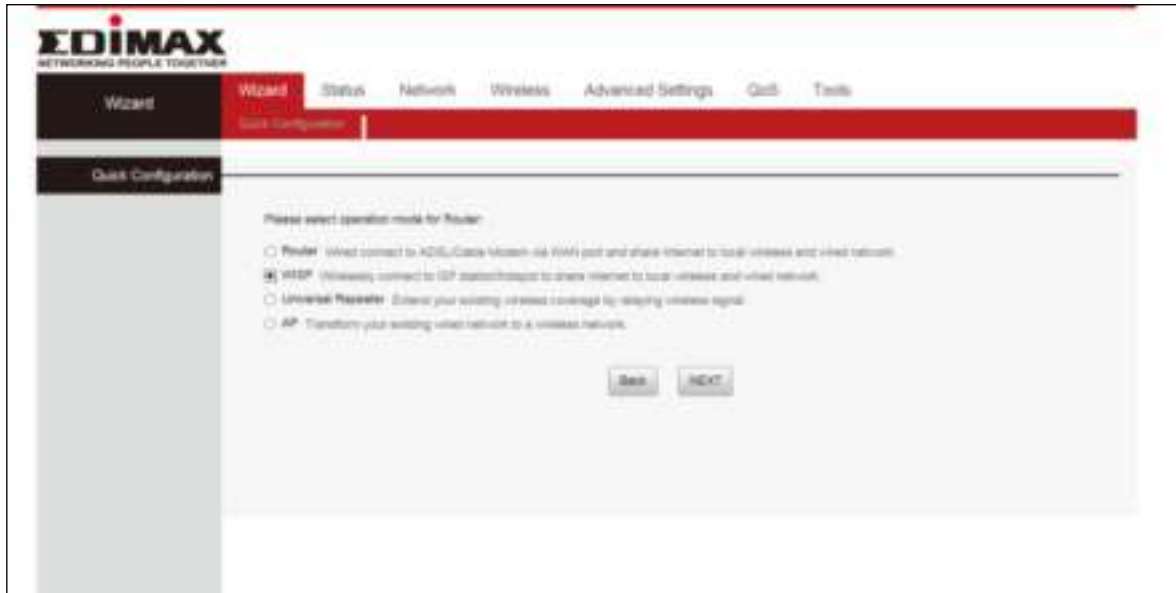 EDIMAX
NETWORKING PEOPLE TOGETHER
Wizard
Wizard Status Network Wireless Advanced Settings QoS Tools
Quick Configuration
Quick Configuration
Please select operation mode for Router:
Router Wired connect to ADSL/Cable Modem via WAN port and share Internet to local wireless and wired network.
WISP Wirelessly connect to ISP station/hotspot to share Internet to local wireless and wired network.
Universal Repeater Extend your existing wireless coverage by relaying wireless signal.
AP Transform your existing wired network to a wireless network.
Back NEXT